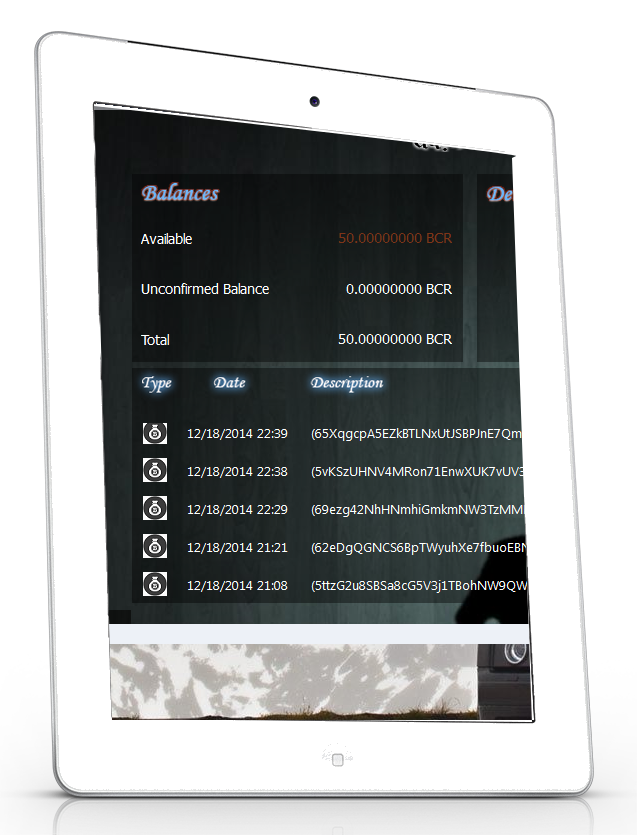 Balances
De
Available 50.00000000 BCR
Unconfirmed Balance 0.00000000 BCR
Total 50.00000000 BCR
Type Date Description
12/18/2014 22:39 (65XqgcpA5EZkBTLNxUtJSBPJnE7Qm
12/18/2014 22:38 (5vKSzUHNV4MRon71EnwXUK7vUV3
12/18/2014 22:29 (69ezg42NhHNmhiGmkmNW3TzMM
12/18/2014 21:21 (62eDgQGNCS6BpTWyuhXe7fbuoEBN
12/18/2014 21:08 (5ttzG2u8SBSa8cG5V3j1TBohNW9QW